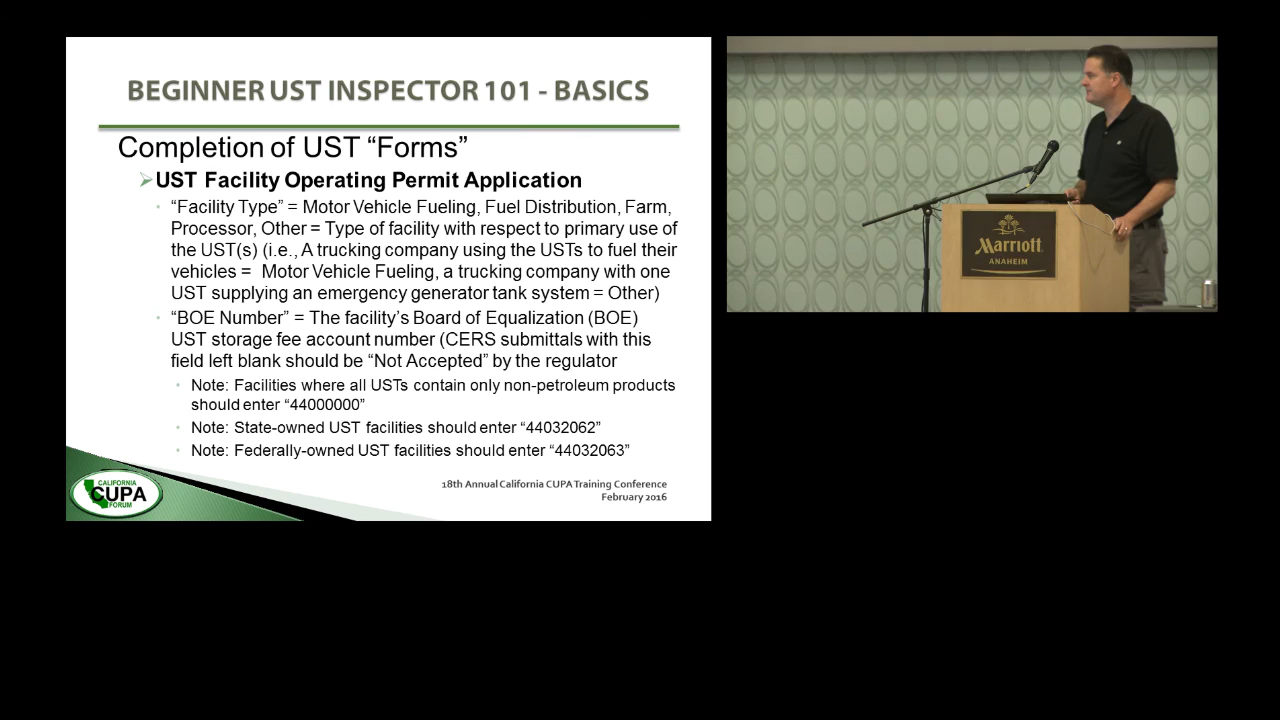 BEGINNER UST INSPECTOR 101 - BASICS
Completion of UST “Forms”
➢UST Facility Operating Permit Application
• “Facility Type” = Motor Vehicle Fueling, Fuel Distribution, Farm,
Processor, Other = Type of facility with respect to primary use of
the UST(s) (i.e., A trucking company using the USTs to fuel their
vehicles = Motor Vehicle Fueling, a trucking company with one
UST supplying an emergency generator tank system = Other)
• “BOE Number” = The facility’s Board of Equalization (BOE)
UST storage fee account number (CERS submittals with this
field left blank should be “Not Accepted” by the regulator
• Note: Facilities where all USTs contain only non-petroleum products
should enter “44000000”
• Note: State-owned UST facilities should enter “44032062”
• Note: Federally-owned UST facilities should enter “44032063”
18th Annual California CUPA Training Conference
February 2016
CALIFORNIA
CUPA
FORUM
Marriott
ANAHEIM